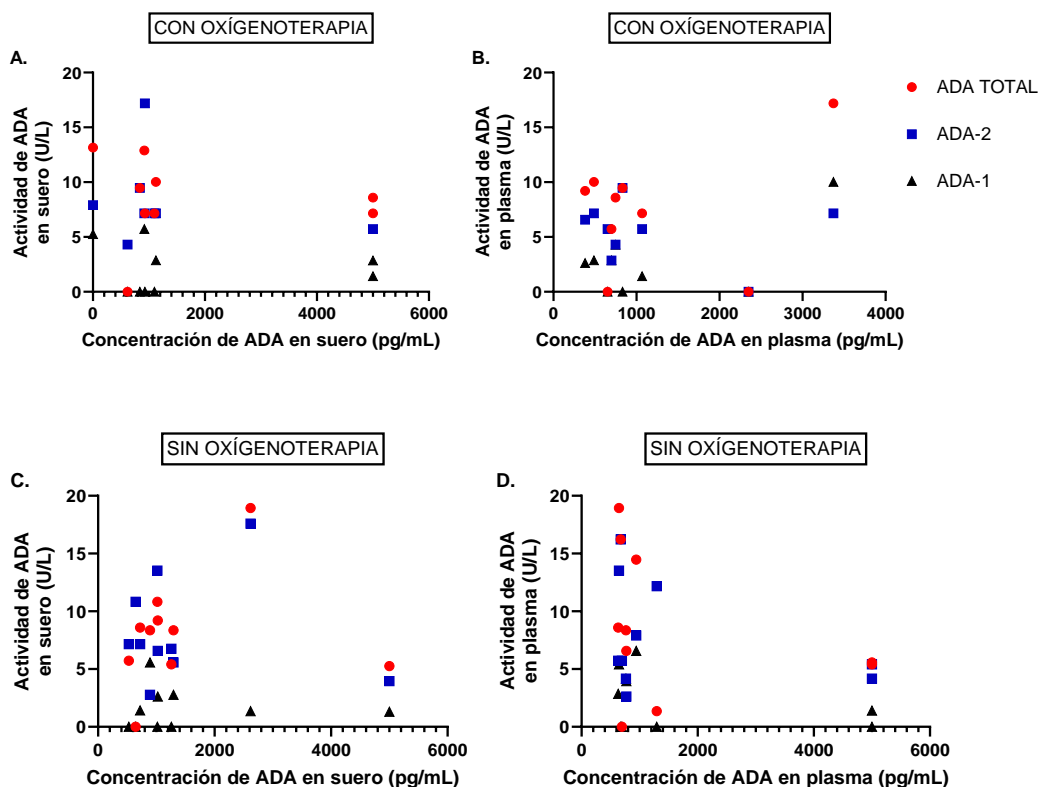 CON OXÍGENOTERAPIA
CON OXÍGENOTERAPIA
A.
B.
Actividad de ADA
en suero (U/L)
20
15
10
5
0
0
2000
4000
6000
Concentración de ADA en suero (pg/mL)
Actividad de ADA
en plasma (U/L)
20
15
10
5
0
0
1000
2000
3000
4000
Concentración de ADA en plasma (pg/mL)
ADA TOTAL
ADA-2
ADA-1
SIN OXÍGENOTERAPIA
SIN OXÍGENOTERAPIA
C.
D.
Actividad de ADA
en suero (U/L)
20
15
10
5
0
0
2000
4000
6000
Concentración de ADA en suero (pg/mL)
Actividad de ADA
en plasma (U/L)
20
15
10
5
0
0
2000
4000
6000
Concentración de ADA en plasma (pg/mL)